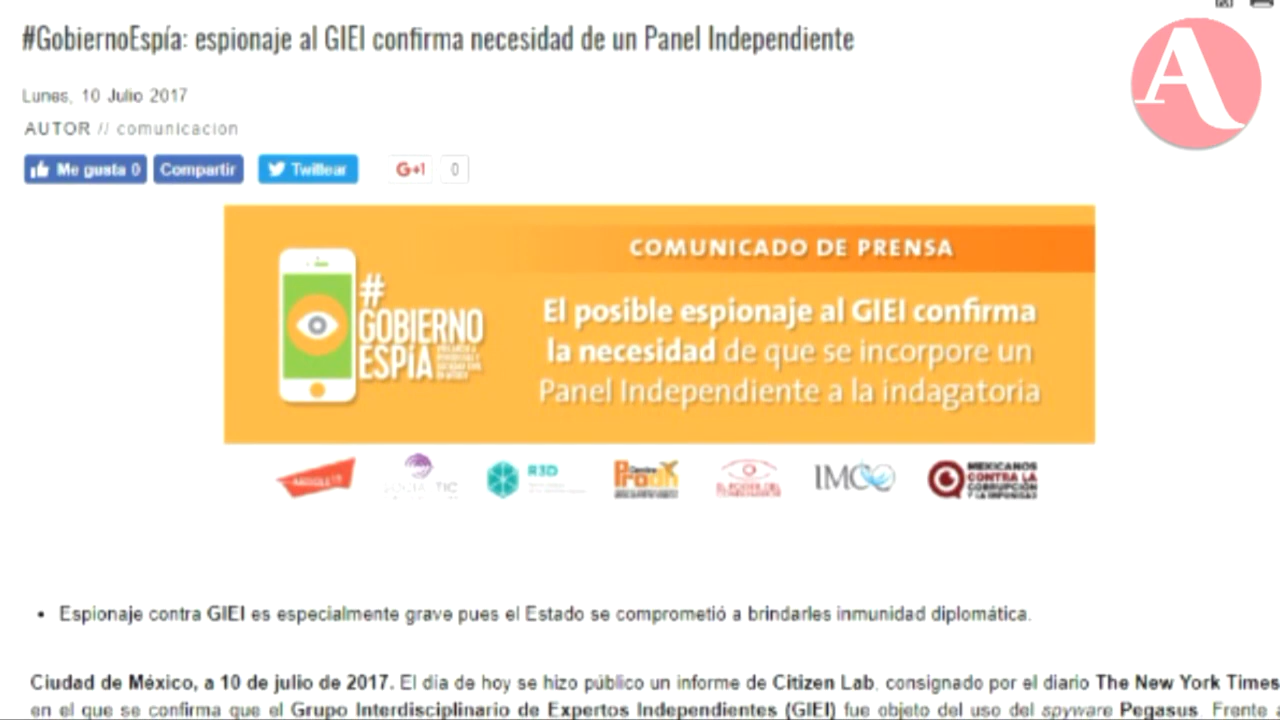 #GobiernoEspía: espionaje al GIEI confirma necesidad de un Panel Independiente
A
Lunes, 10 Julio 2017
AUTOR // comunicacion
Me gusta 0 Compartir Twittear G+1 0
COMUNICADO DE PRENSA
El posible espionaje al GIEI confirma
la necesidad de que se incorpore un
Panel Independiente a la indagatoria
#
GOBIERNO
ESPÍA
R3D
Centro
Prodh
IMCO
MEXICANOS
CONTRA LA
CORRUPCIÓN
Y LA IMPUNIDAD
• Espionaje contra GIEI es especialmente grave pues el Estado se comprometió a brindarles inmunidad diplomática.
Ciudad de México, a 10 de julio de 2017. El día de hoy se hizo público un informe de Citizen Lab, consignado por el diario The New York Times
en el que se confirma que el Grupo Interdisciplinario de Expertos Independientes (GIEI) fue objeto del uso del spyware Pegasus. Frente